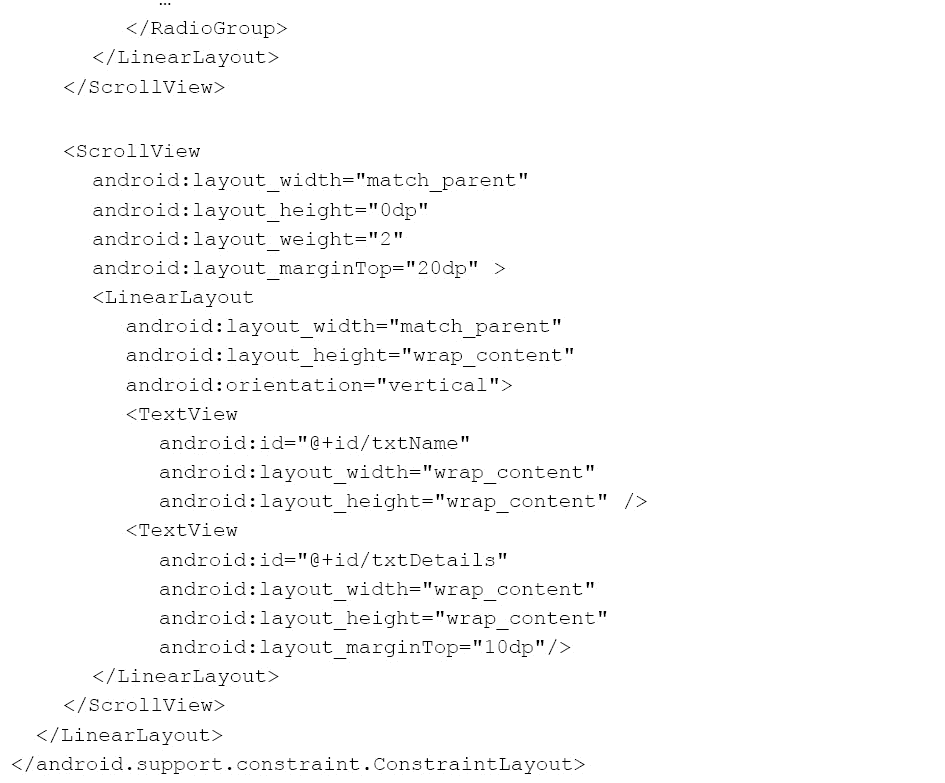 …
</RadioGroup>
</LinearLayout>
</ScrollView>
<ScrollView
android:layout_width="match_parent"
android:layout_height="0dp"
android:layout_weight="2"
android:layout_marginTop="20dp" >
<LinearLayout
android:layout_width="match_parent"
android:layout_height="wrap_content"
android:orientation="vertical">
<TextView
android:id="@+id/txtName"
android:layout_width="wrap_content"
android:layout_height="wrap_content" />
<TextView
android:id="@+id/txtDetails"
android:layout_width="wrap_content"
android:layout_height="wrap_content"
android:layout_marginTop="10dp"/>
</LinearLayout>
</ScrollView>
</LinearLayout>
</android.support.constraint.ConstraintLayout>